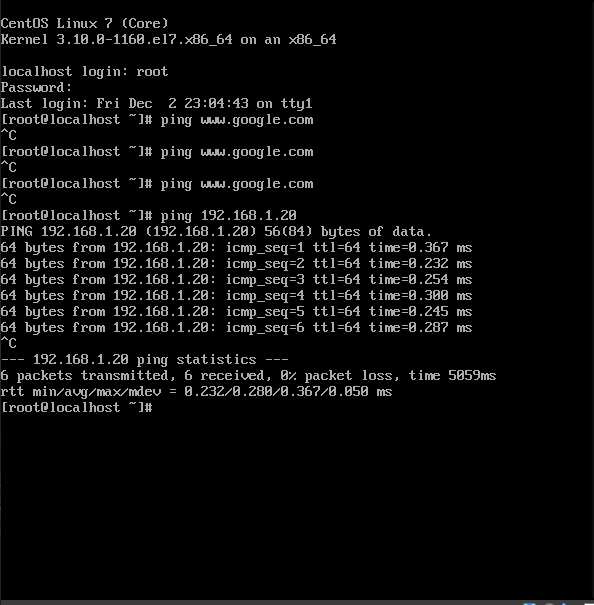 CentOS Linux 7 (Core)
Kernel 3.10.0-1160.el7.x86_64 on an x86_64
localhost login: root
Password:
Last login: Fri Dec  2 23:04:43 on tty1
[root@localhost ~]# ping www.google.com
^C
[root@localhost ~]# ping www.google.com
^C
[root@localhost ~]# ping www.google.com
^C
[root@localhost ~]# ping 192.168.1.20
PING 192.168.1.20 (192.168.1.20) 56(84) bytes of data.
64 bytes from 192.168.1.20: icmp_seq=1 ttl=64 time=0.367 ms
64 bytes from 192.168.1.20: icmp_seq=2 ttl=64 time=0.232 ms
64 bytes from 192.168.1.20: icmp_seq=3 ttl=64 time=0.254 ms
64 bytes from 192.168.1.20: icmp_seq=4 ttl=64 time=0.300 ms
64 bytes from 192.168.1.20: icmp_seq=5 ttl=64 time=0.245 ms
64 bytes from 192.168.1.20: icmp_seq=6 ttl=64 time=0.287 ms
^C
--- 192.168.1.20 ping statistics ---
6 packets transmitted, 6 received, 0% packet loss, time 5059ms
rtt min/avg/max/mdev = 0.232/0.280/0.367/0.050 ms
[root@localhost ~]#